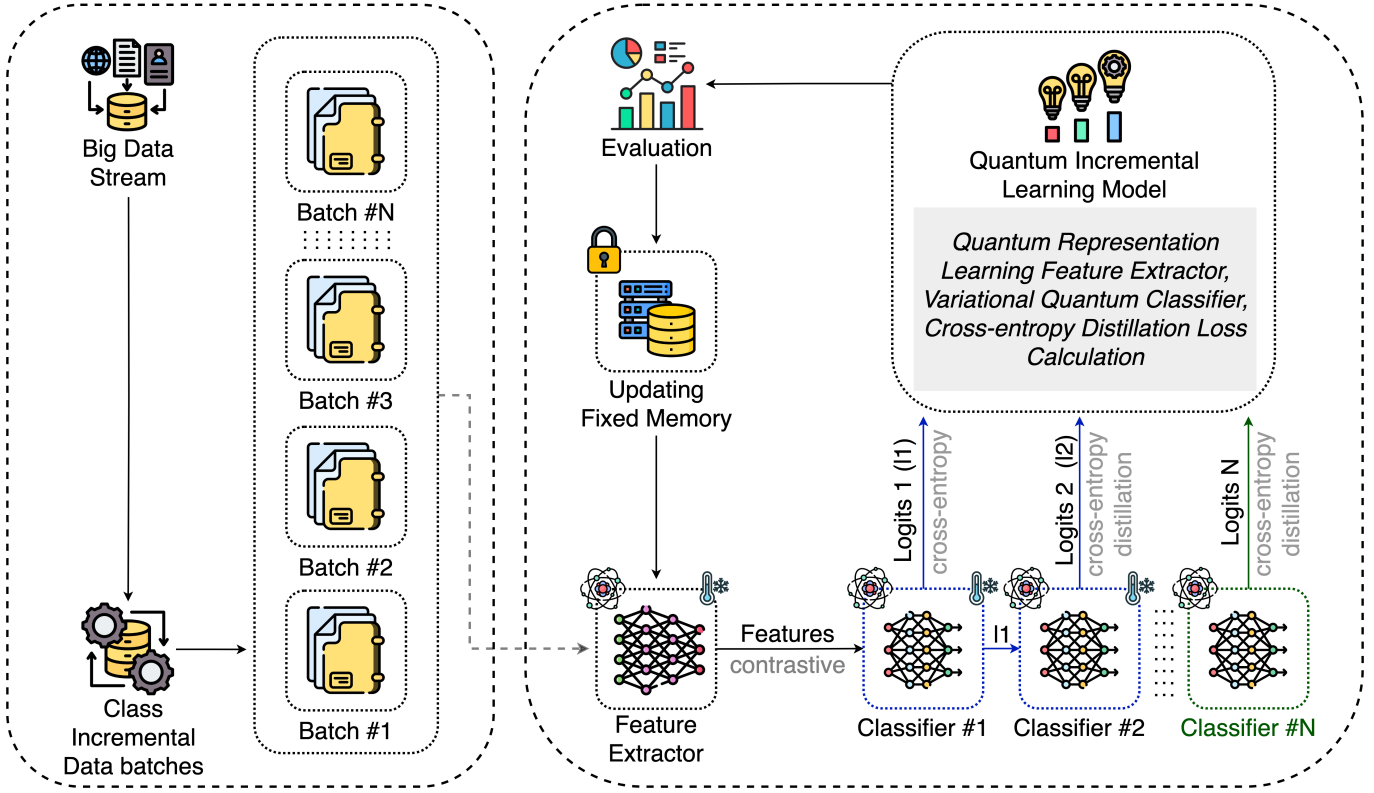 Big Data
Stream
Class
Incremental
Data batches
Batch #N
Batch #3
Batch #2
Batch #1
Evaluation
Updating
Fixed Memory
Feature
Extractor
Features
contrastive
Quantum Incremental
Learning Model
Quantum Representation
Learning Feature Extractor,
Variational Quantum Classifier,
Cross-entropy Distillation Loss
Calculation
Logits 1 (l1)
cross-entropy
Logits 2 (l2)
cross-entropy
distillation
Logits N
cross-entropy
distillation
l1
Classifier #1
Classifier #2
Classifier #N